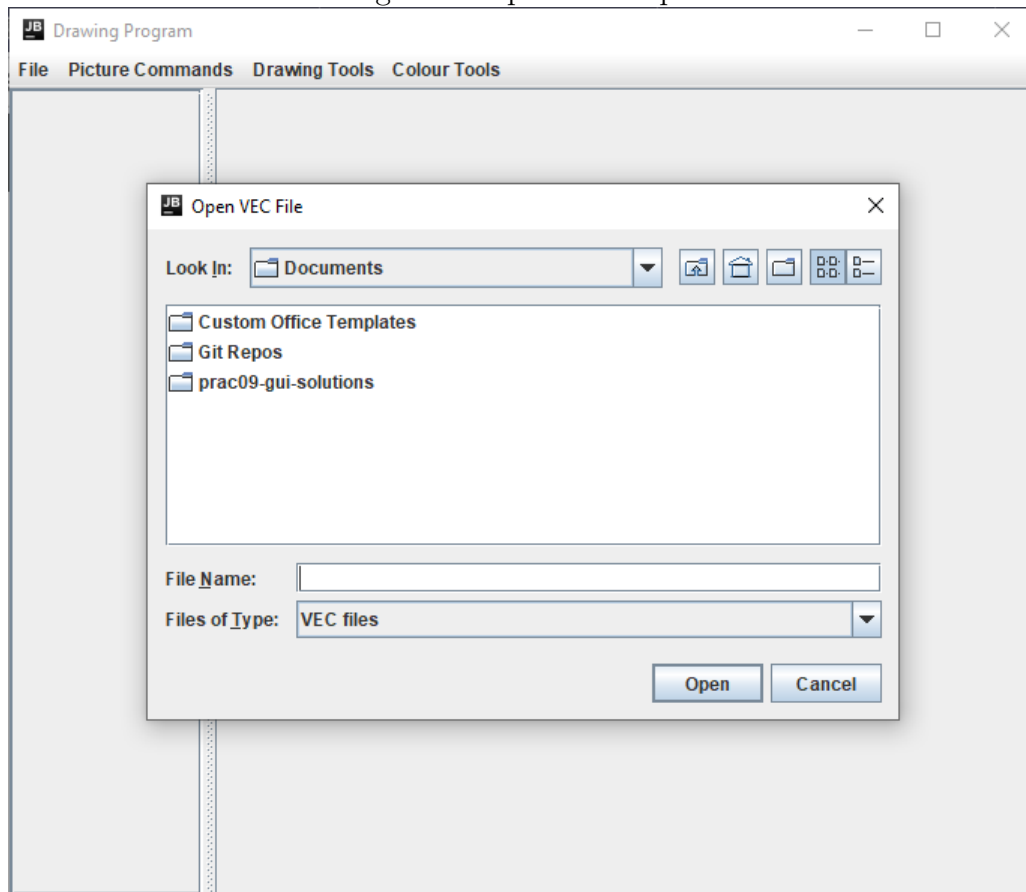 JB Drawing Program
File Picture Commands Drawing Tools Colour Tools
JB Open VEC File
Look In: Documents
Custom Office Templates
Git Repos
prac09-gui-solutions
File Name:
Files of Type: VEC files
Open Cancel